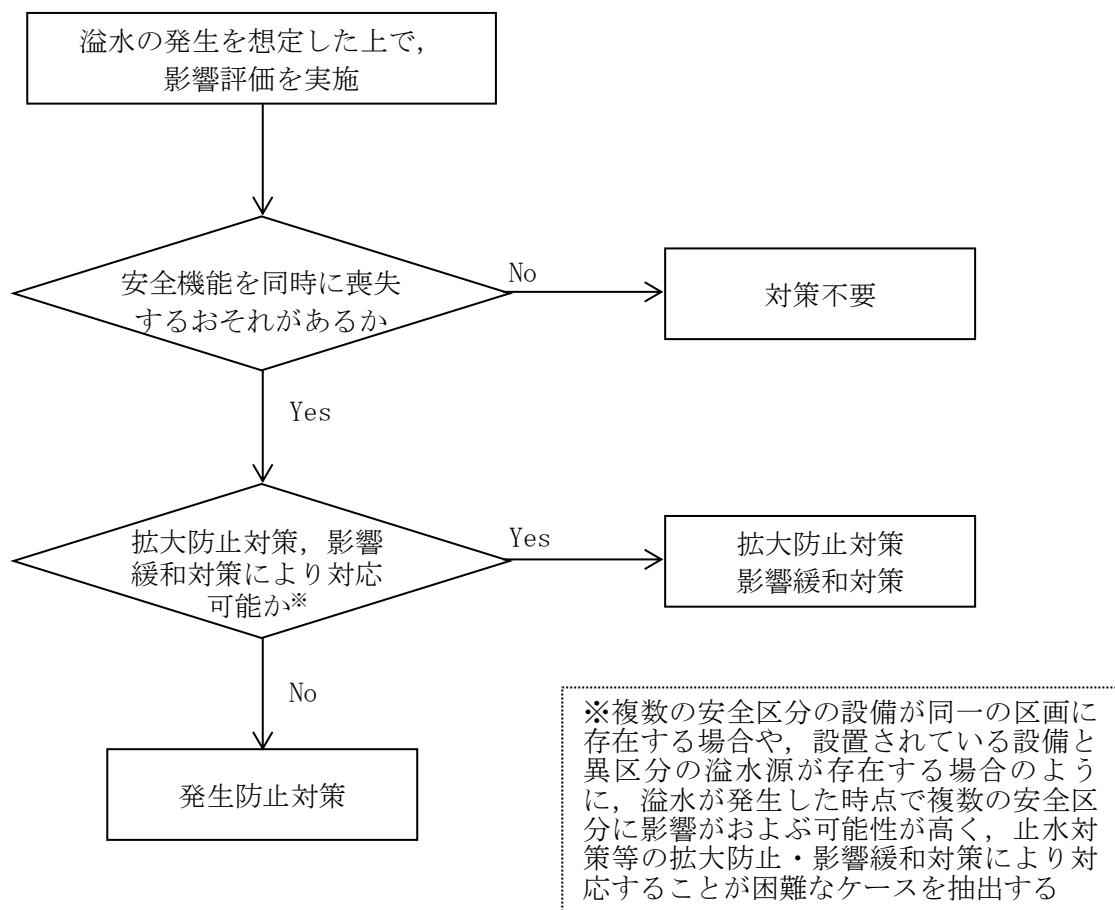 溢水の発生を想定した上で,
影響評価を実施
安全機能を同時に喪失
するおそれがあるか
No
対策不要
Yes
拡大防止対策, 影響
緩和対策により対応
可能か※
Yes
拡大防止対策
影響緩和対策
No
発生防止対策
※複数の安全区分の設備が同一の区画に
存在する場合や, 設置されている設備と
異区分の溢水源が存在する場合のよう
に, 溢水が発生した時点で複数の安全区
分に影響がおよぶ可能性が高く, 止水対
策等の拡大防止・影響緩和対策により対
応することが困難なケースを抽出する